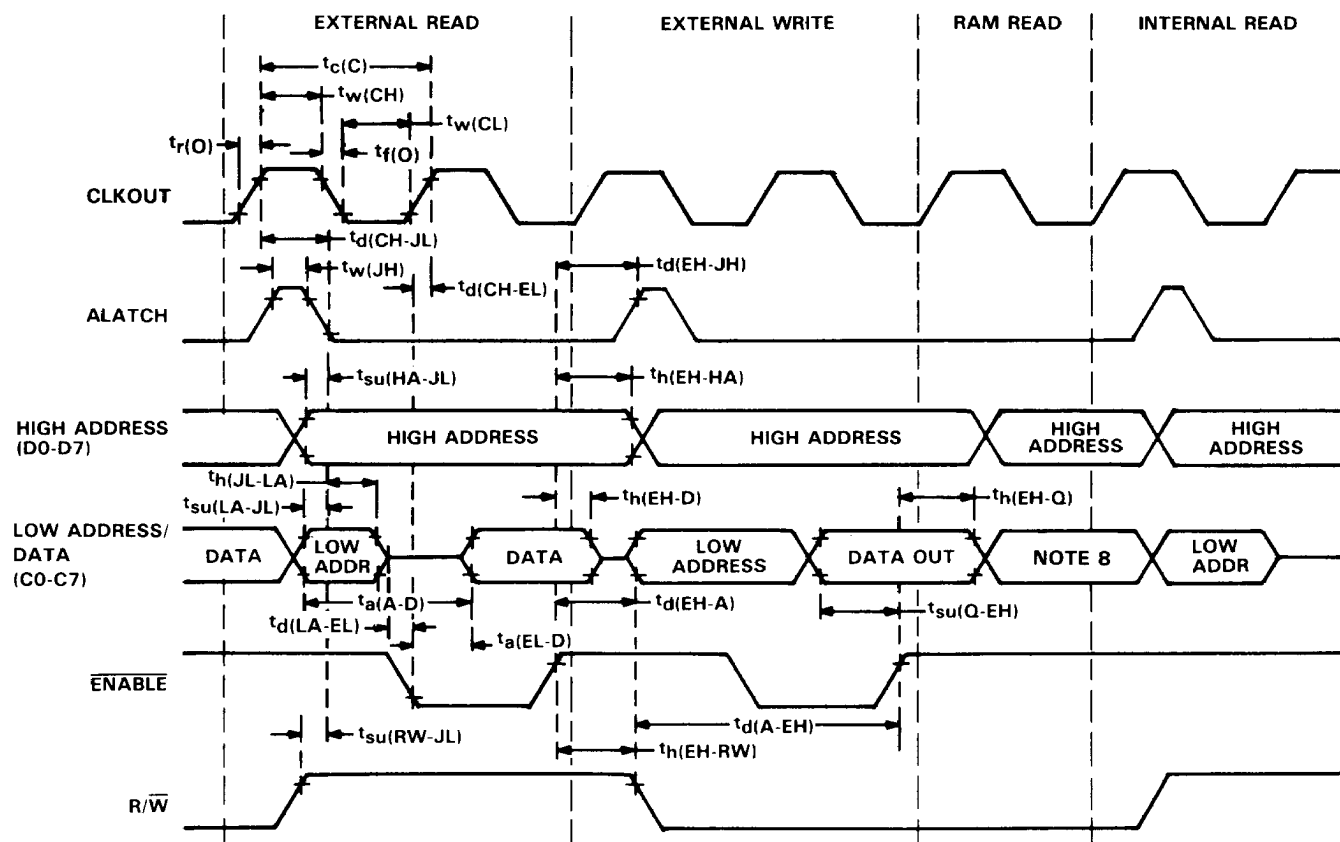 EXTERNAL READ EXTERNAL WRITE RAM READ INTERNAL READ
tc(C)
tw(CH)
tw(CL)
tr(O) tf(O)
CLKOUT
td(CH-JL)
tw(JH) td(EH-JH)
td(CH-EL)
ALATCH
tsu(HA-JL) th(EH-HA)
HIGH ADDRESS
(D0-D7)
HIGH ADDRESS HIGH ADDRESS HIGH ADDRESS HIGH ADDRESS
th(JL-LA)
tsu(LA-JL) th(EH-D) th(EH-Q)
LOW ADDRESS/
DATA
(C0-C7)
DATA LOW ADDR DATA LOW ADDRESS DATA OUT NOTE 8 LOW ADDR
ta(A-D) td(EH-A) tsu(Q-EH)
td(LA-EL) ta(EL-D)
ENABLE
td(A-EH)
tsu(RW-JL) th(EH-RW)
R/W